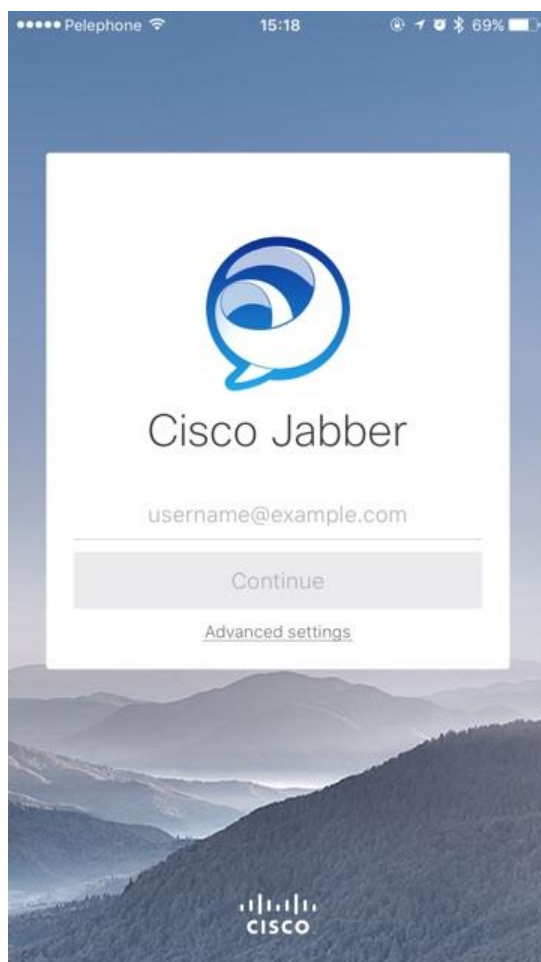 Pelephone 15:18 69%
Cisco Jabber
username@example.com
Continue
Advanced settings
CISCO